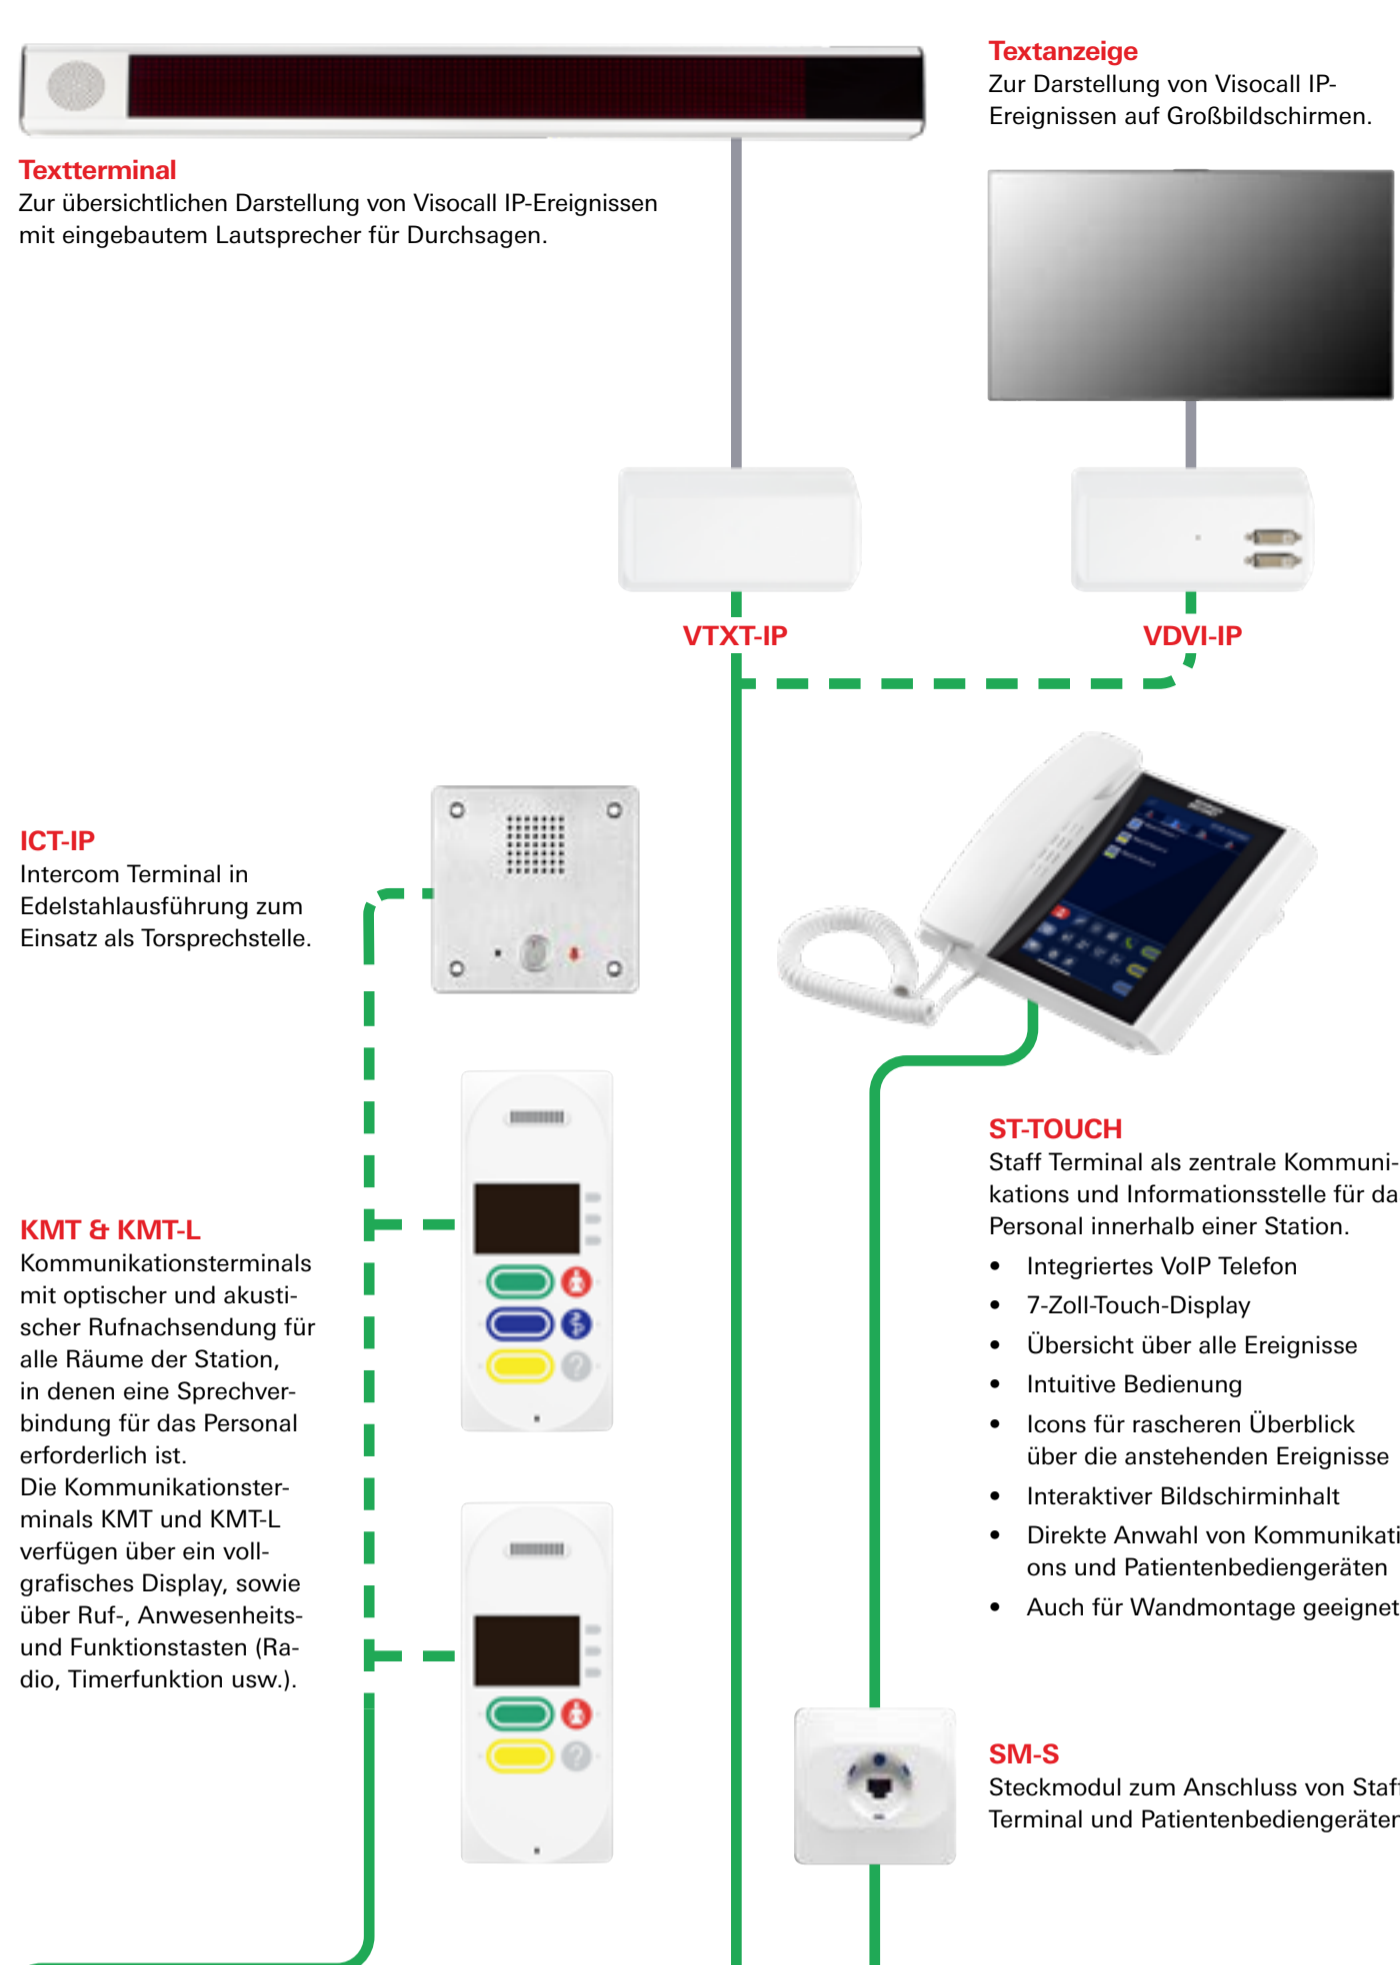 Textterminal
Zur übersichtlichen Darstellung von Visocall IP-Ereignissen
mit eingebautem Lautsprecher für Durchsagen.
Textanzeige
Zur Darstellung von Visocall IP-
Ereignissen auf Großbildschirmen.
VTXT-IP
VDVI-IP
ICT-IP
Intercom Terminal in
Edelstahlausführung zum
Einsatz als Torsprechstelle.
KMT & KMT-L
Kommunikationsterminals
mit optischer und akusti-
scher Rufnachsendung für
alle Räume der Station,
in denen eine Sprechver-
bindung für das Personal
erforderlich ist.
Die Kommunikationster-
minals KMT und KMT-L
verfügen über ein voll-
grafisches Display, sowie
über Ruf-, Anwesenheits-
und Funktionstasten (Ra-
dio, Timerfunktion usw.).
ST-TOUCH
Staff Terminal als zentrale Kommuni-
kations und Informationsstelle für da
Personal innerhalb einer Station.
• Integriertes VoIP Telefon
• 7-Zoll-Touch-Display
• Übersicht über alle Ereignisse
• Intuitive Bedienung
• Icons für rascheren Überblick
über die anstehenden Ereignisse
• Interaktiver Bildschirminhalt
• Direkte Anwahl von Kommunikati
ons und Patientenbediengeräten
• Auch für Wandmontage geeignet
SM-S
Steckmodul zum Anschluss von Staf
Terminal und Patientenbediengeräten